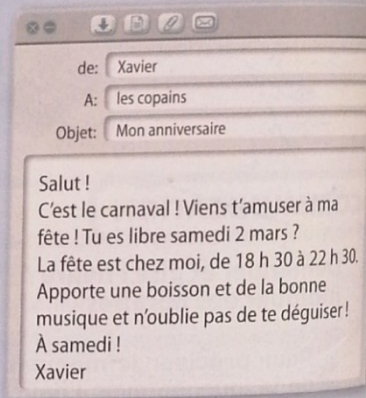 de: Xavier
A: les copains
Objet: Mon anniversaire
Salut !
C'est le carnaval ! Viens t'amuser à ma
fête ! Tu es libre samedi 2 mars ?
La fête est chez moi, de 18 h 30 à 22 h 30.
Apporte une boisson et de la bonne
musique et n'oublie pas de te déguiser !
À samedi !
Xavier